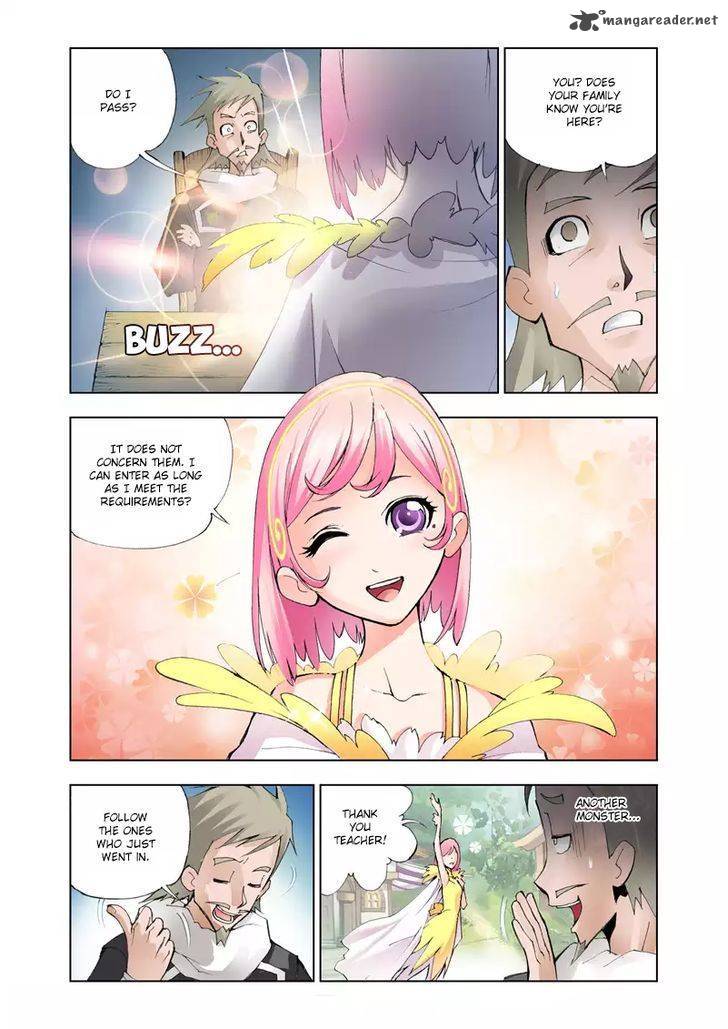 mangareader.net
DO I
PASS?
BUZZ...
YOU? DOES
YOUR FAMILY
KNOW YOU'RE
HERE?
IT DOES NOT
CONCERN THEM. I
CAN ENTER AS LONG
AS I MEET THE
REQUIREMENTS?
FOLLOW
THE ONES
WHO JUST
WENT IN.
THANK
YOU
TEACHER!
ANOTHER
MONSTER...